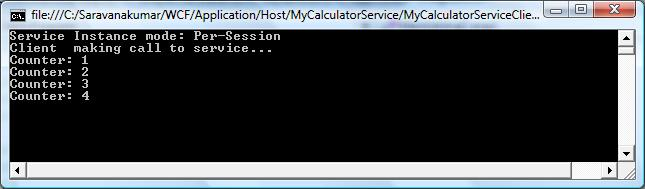 file:///C:/Saravanakumar/WCF/Application/Host/MyCalculatorService/MyCalculatorServiceClie...
Service Instance mode: Per-Session
Client  making call to service...
Counter: 1
Counter: 2
Counter: 3
Counter: 4